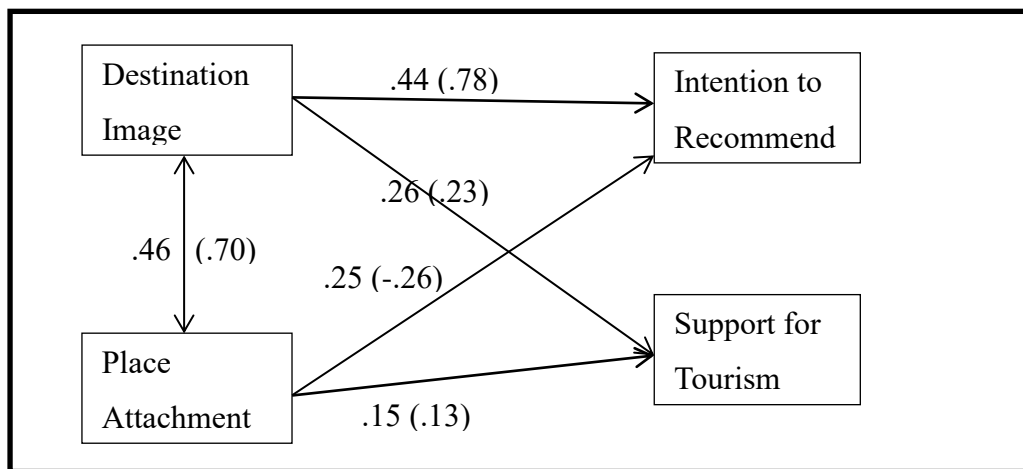 Destination
Image
.44 (.78)
Intention to
Recommend
.26 (.23)
.46 (.70)
.25 (-.26)
Place
Attachment
.15 (.13)
Support for
Tourism